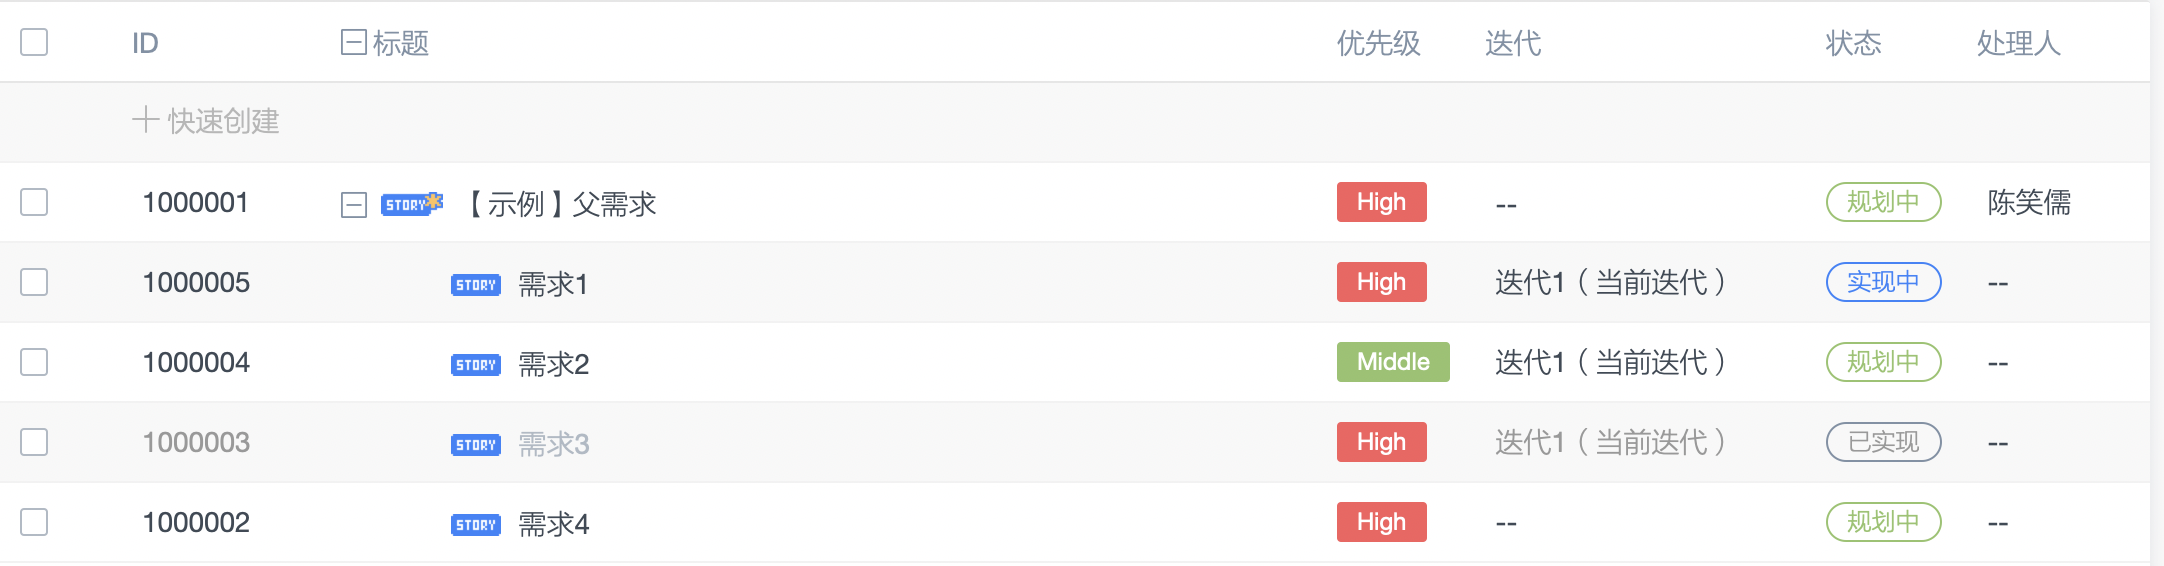 ID 标题 优先级 迭代 状态 处理人
快速创建
1000001 STORY 【示例】父需求 High -- 规划中 陈笑儒
1000005 STORY 需求1 High 迭代1（当前迭代） 实现中 --
1000004 STORY 需求2 Middle 迭代1（当前迭代） 规划中 --
1000003 STORY 需求3 High 迭代1（当前迭代） 已实现 --
1000002 STORY 需求4 High -- 规划中 --